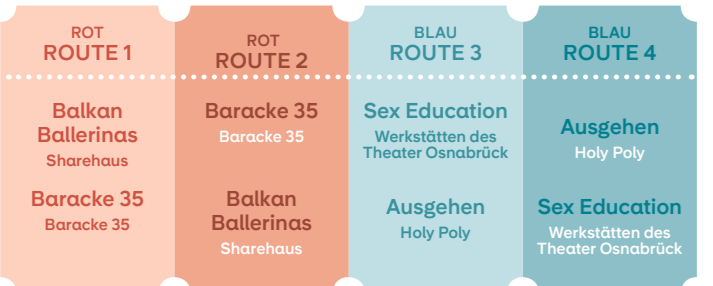 ROT
ROUTE 1
Balkan
Ballerinas
Sharehaus
Baracke 35
Baracke 35
ROT
ROUTE 2
Baracke 35
Baracke 35
Balkan
Ballerinas
Sharehaus
BLAU
ROUTE 3
Sex Education
Werkstätten des
Theater Osnabrück
Ausgehen
Holy Poly
BLAU
ROUTE 4
Ausgehen
Holy Poly
Sex Education
Werkstätten des
Theater Osnabrück